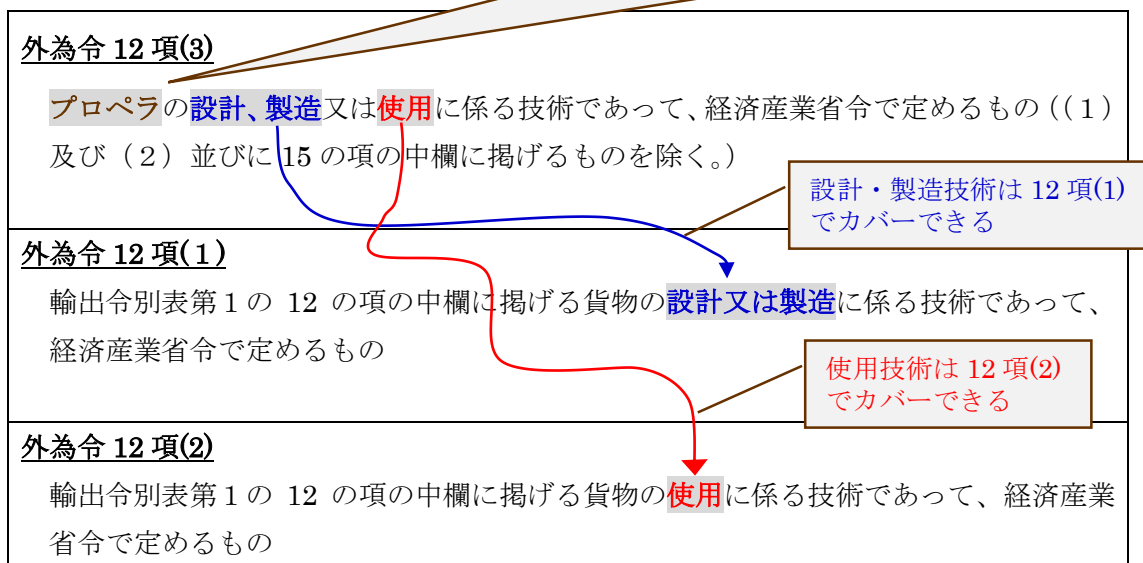 外為令 12 項(3)
プロペラの設計、製造又は使用に係る技術であって、経済産業省令で定めるもの((1)
及び(2)並びに 15 の項の中欄に掲げるものを除く。)
設計・製造技術は 12 項(1)
でカバーできる
外為令 12 項(1)
輸出令別表第1の 12 の項の中欄に掲げる貨物の設計又は製造に係る技術であって、
経済産業省令で定めるもの
使用技術は 12 項(2)
でカバーできる
外為令 12 項(2)
輸出令別表第1の 12 の項の中欄に掲げる貨物の使用に係る技術であって、経済産業
省令で定めるもの